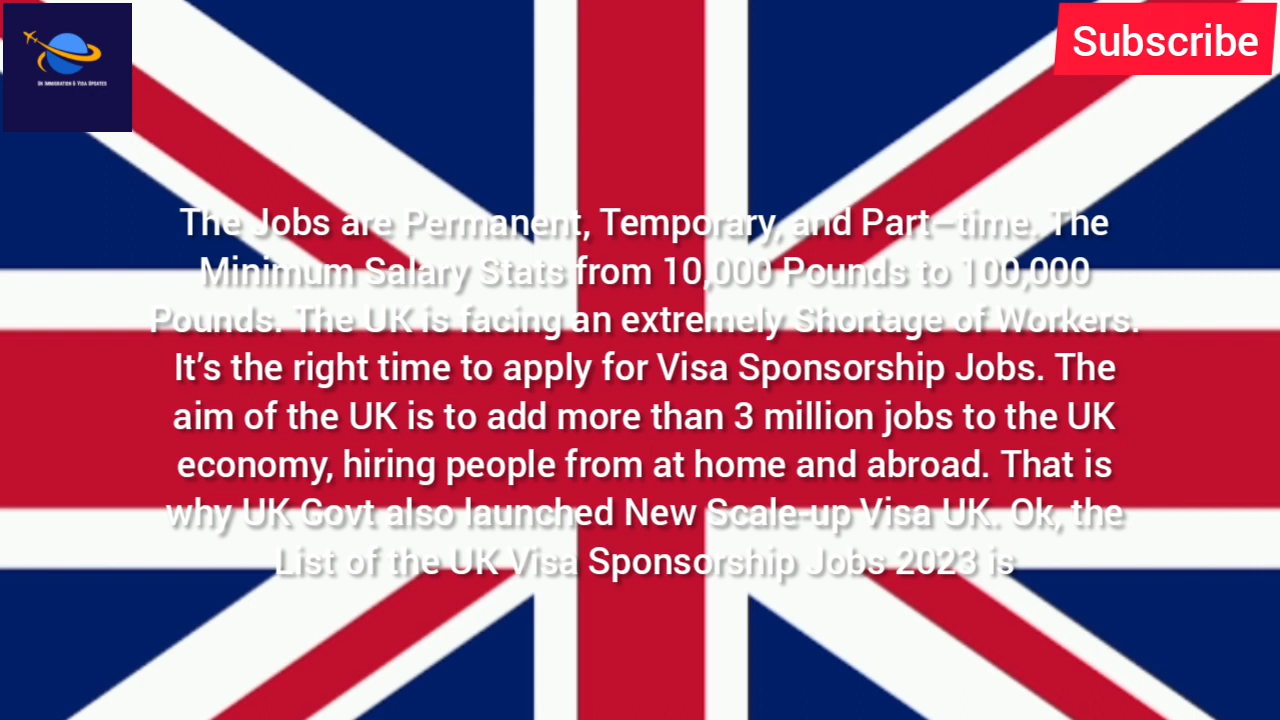 UK IMMIGRATION & VISA UPDATES
Subscribe
The Jobs are Permanent, Temporary, and Part–time. The
Minimum Salary Stats from 10,000 Pounds to 100,000
Pounds. The UK is facing an extremely Shortage of Workers.
It’s the right time to apply for Visa Sponsorship Jobs. The
aim of the UK is to add more than 3 million jobs to the UK
economy, hiring people from at home and abroad. That is
why UK Govt also launched New Scale-up Visa UK. Ok, the
List of the UK Visa Sponsorship Jobs 2023 is